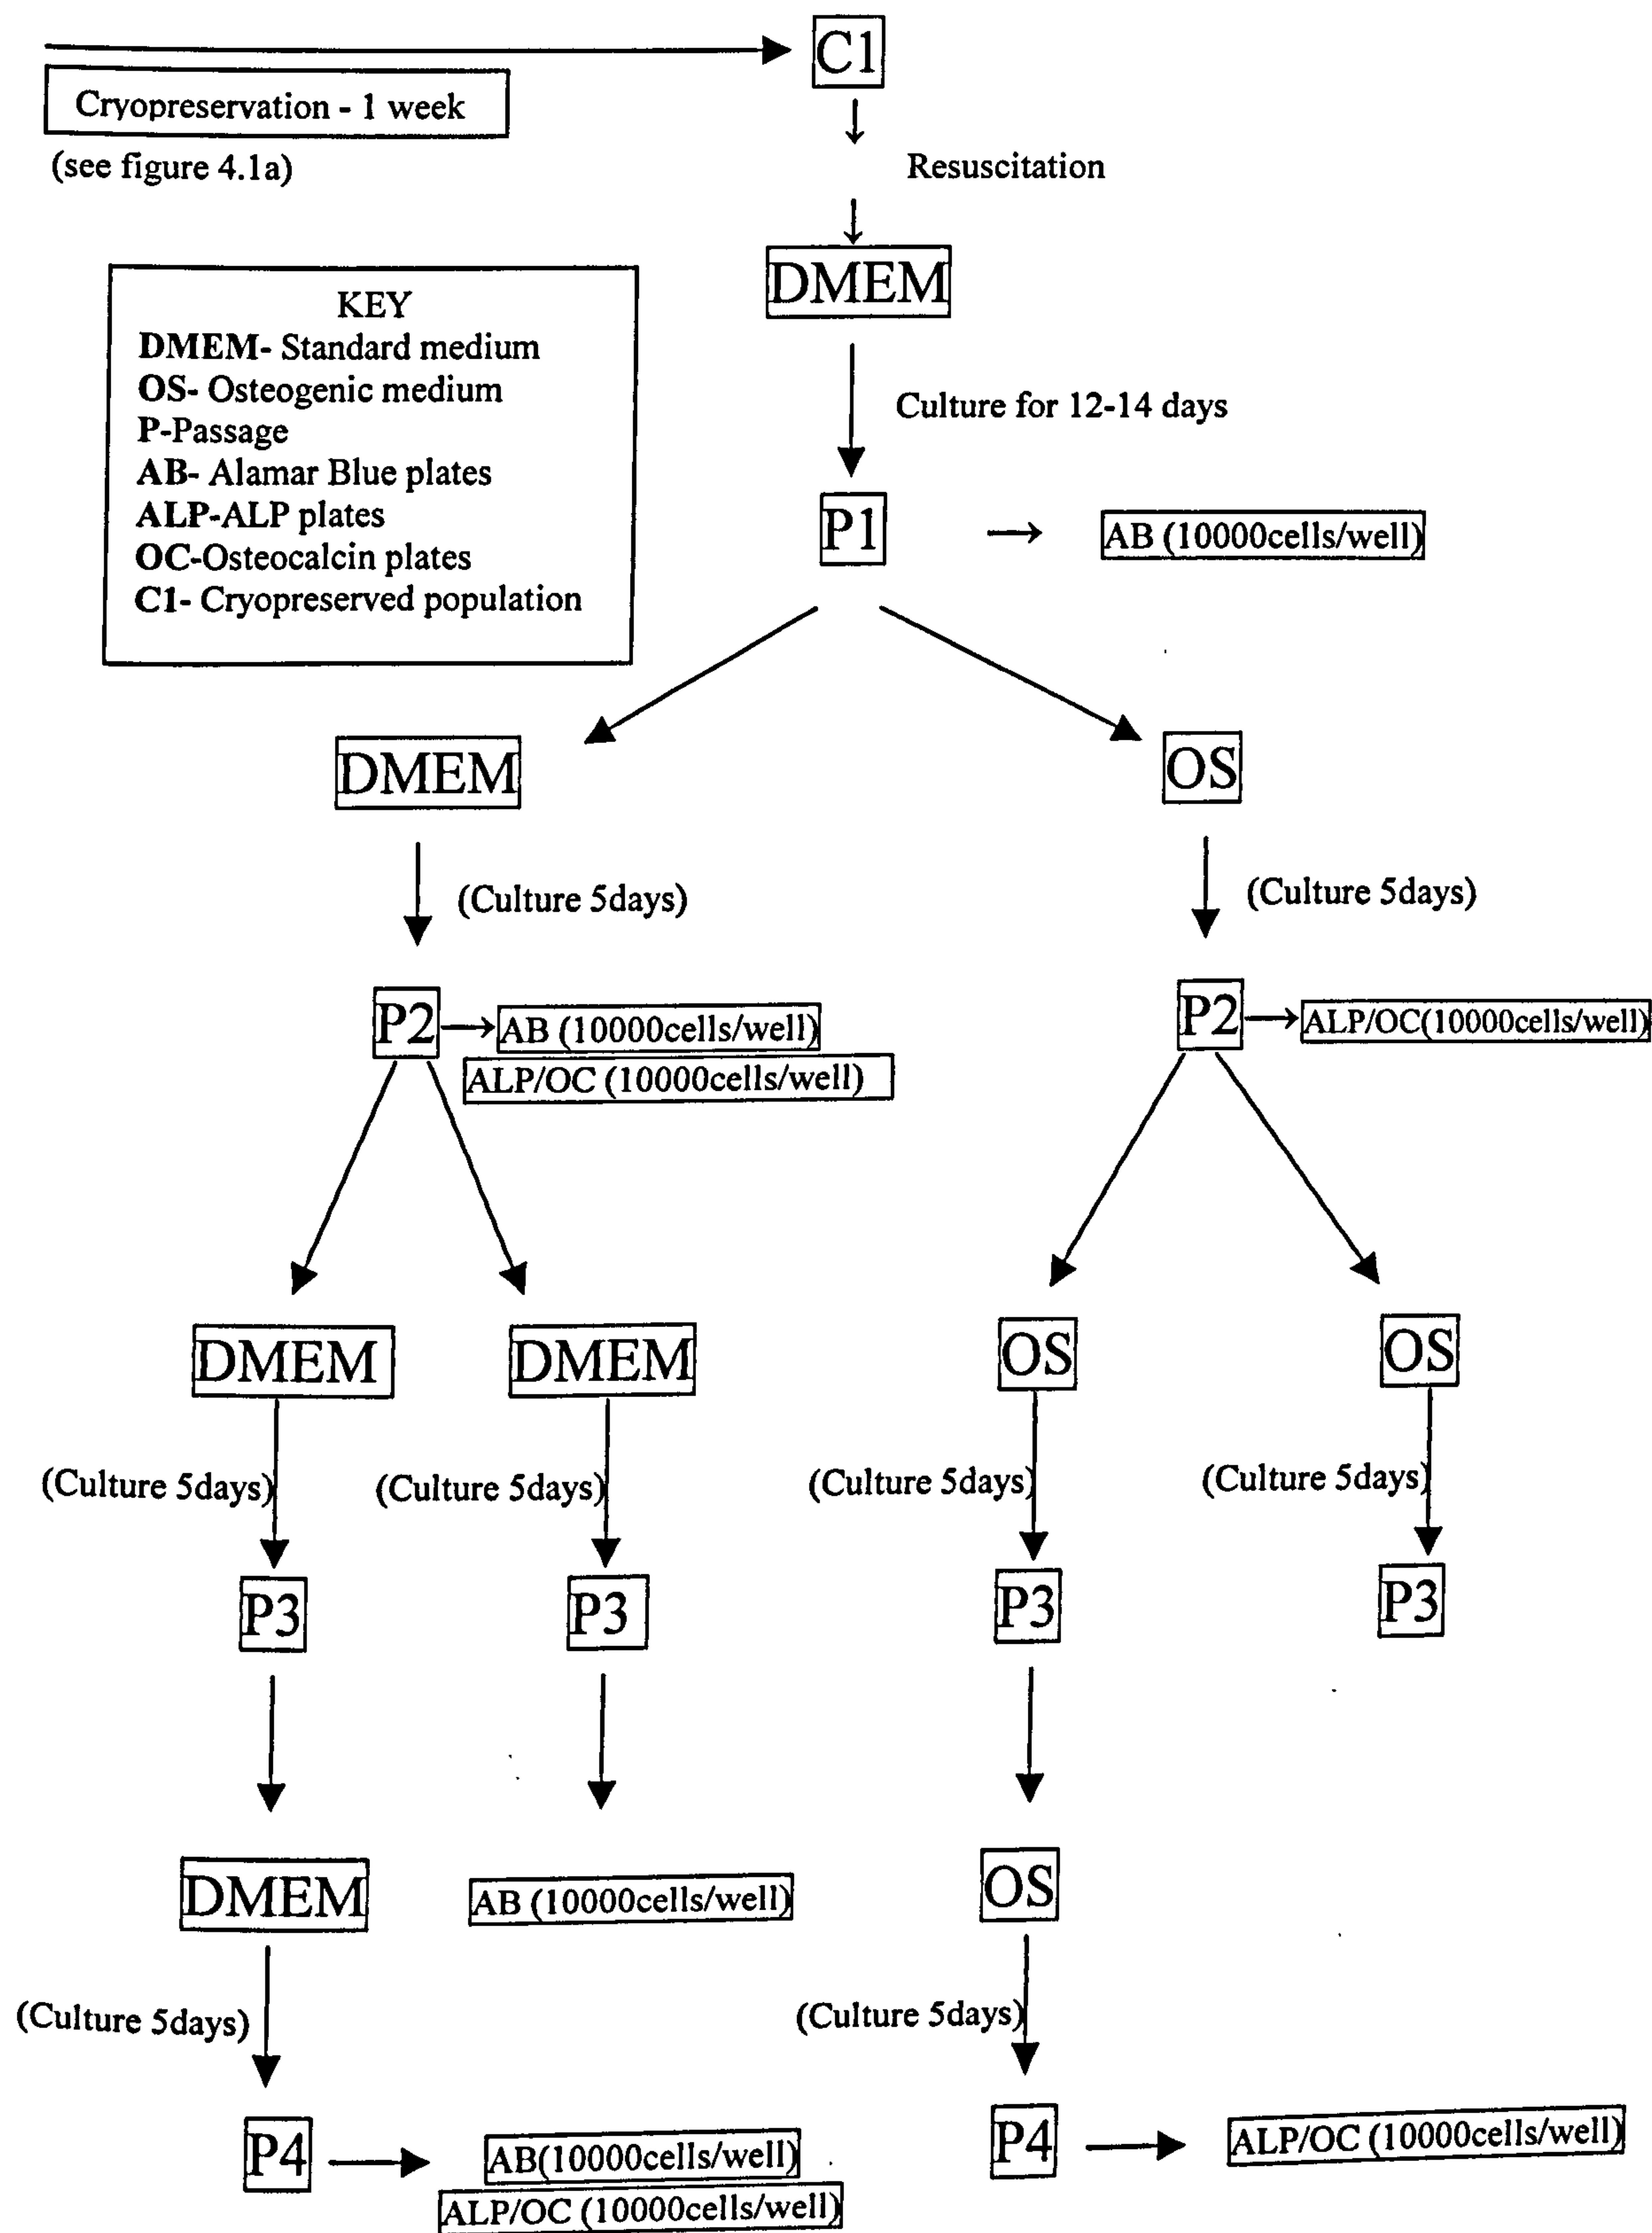 C1
Cryopreservation - 1 week
(see figure 4.1a)
Resuscitation
DMEM
KEY
DMEM- Standard medium
OS- Osteogenic medium
P-Passage
AB- Alamar Blue plates
ALP-ALP plates
OC-Osteocalcin plates
C1- Cryopreserved population
Culture for 12-14 days
P1
AB (10000cells/well)
DMEM
OS
(Culture 5days)
(Culture 5days)
P2
AB (10000cells/well)
ALP/OC (10000cells/well)
P2
ALP/OC(10000cells/well)
DMEM
DMEM
OS
OS
(Culture 5days)
(Culture 5days)
(Culture 5days)
(Culture 5days)
P3
P3
P3
P3
DMEM
AB (10000cells/well)
OS
(Culture 5days)
(Culture 5days)
P4
AB(10000cells/well)
ALP/OC (10000cells/well)
P4
ALP/OC (10000cells/well)